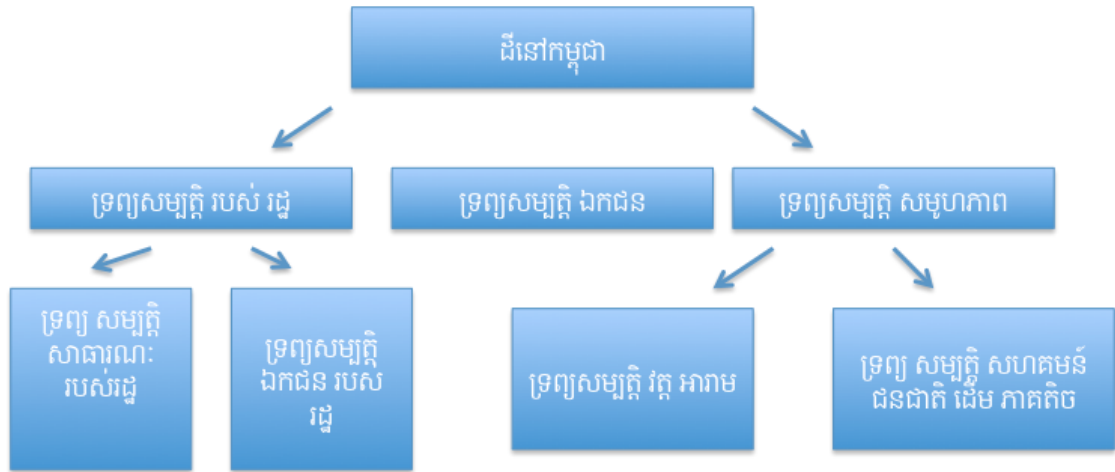 ដីនៅកម្ពុជា
ទ្រព្យសម្បត្តិ របស់ រដ្ឋ
ទ្រព្យសម្បត្តិ ឯកជន
ទ្រព្យសម្បត្តិ សមូហភាព
ទ្រព្យ សម្បត្តិ
សាធារណៈ
របស់រដ្ឋ
ទ្រព្យសម្បត្តិ
ឯកជន របស់
រដ្ឋ
ទ្រព្យសម្បត្តិ វត្ត អារាម
ទ្រព្យ សម្បត្តិ សហគមន៍
ជនជាតិ ដើម ភាគតិច